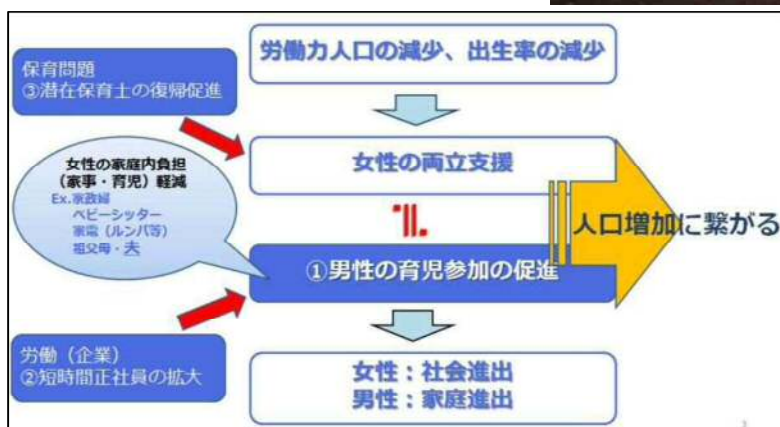 労働力人口の減少、出生率の減少
保育問題
③潜在保育士の復帰促進
女性の両立支援
女性の家庭内負担
(家事・育児)軽減
Ex.家政婦
ベビーシッター
家電(ルンバ等)
祖父母・夫
人口増加に繋がる
①男性の育児参加の促進
労働(企業)
②短時間正社員の拡大
女性:社会進出
男性:家庭進出